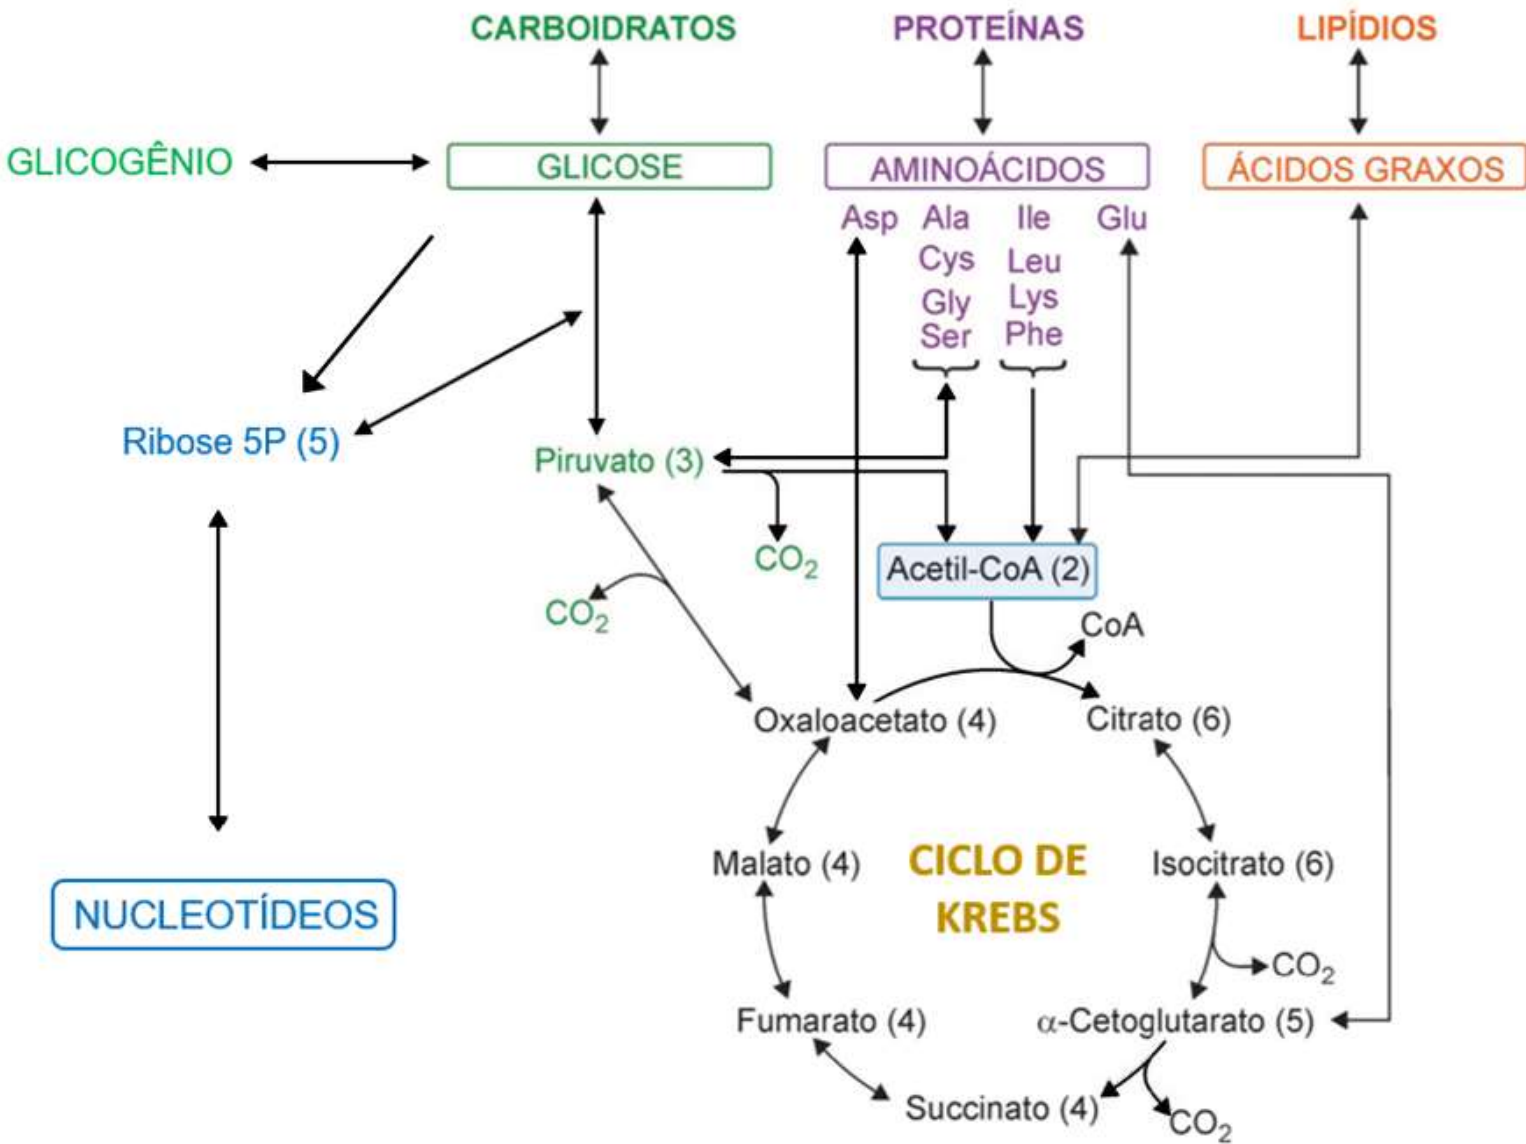 CARBOIDRATOS
PROTEÍNAS
LIPÍDIOS
GLICOGÊNIO
GLICOSE
AMINOÁCIDOS
ÁCIDOS GRAXOS
Asp Ala Ile Glu
Cys Leu
Gly Lys
Ser Phe
Ribose 5P (5)
Piruvato (3)
CO₂
Acetil-CoA (2)
CO₂
CoA
Oxaloacetato (4)
Citrato (6)
Malato (4)
CICLO DE
KREBS
Isocitrato (6)
NUCLEOTÍDEOS
CO₂
Fumarato (4)
α-Cetoglutarato (5)
Succinato (4)
CO₂